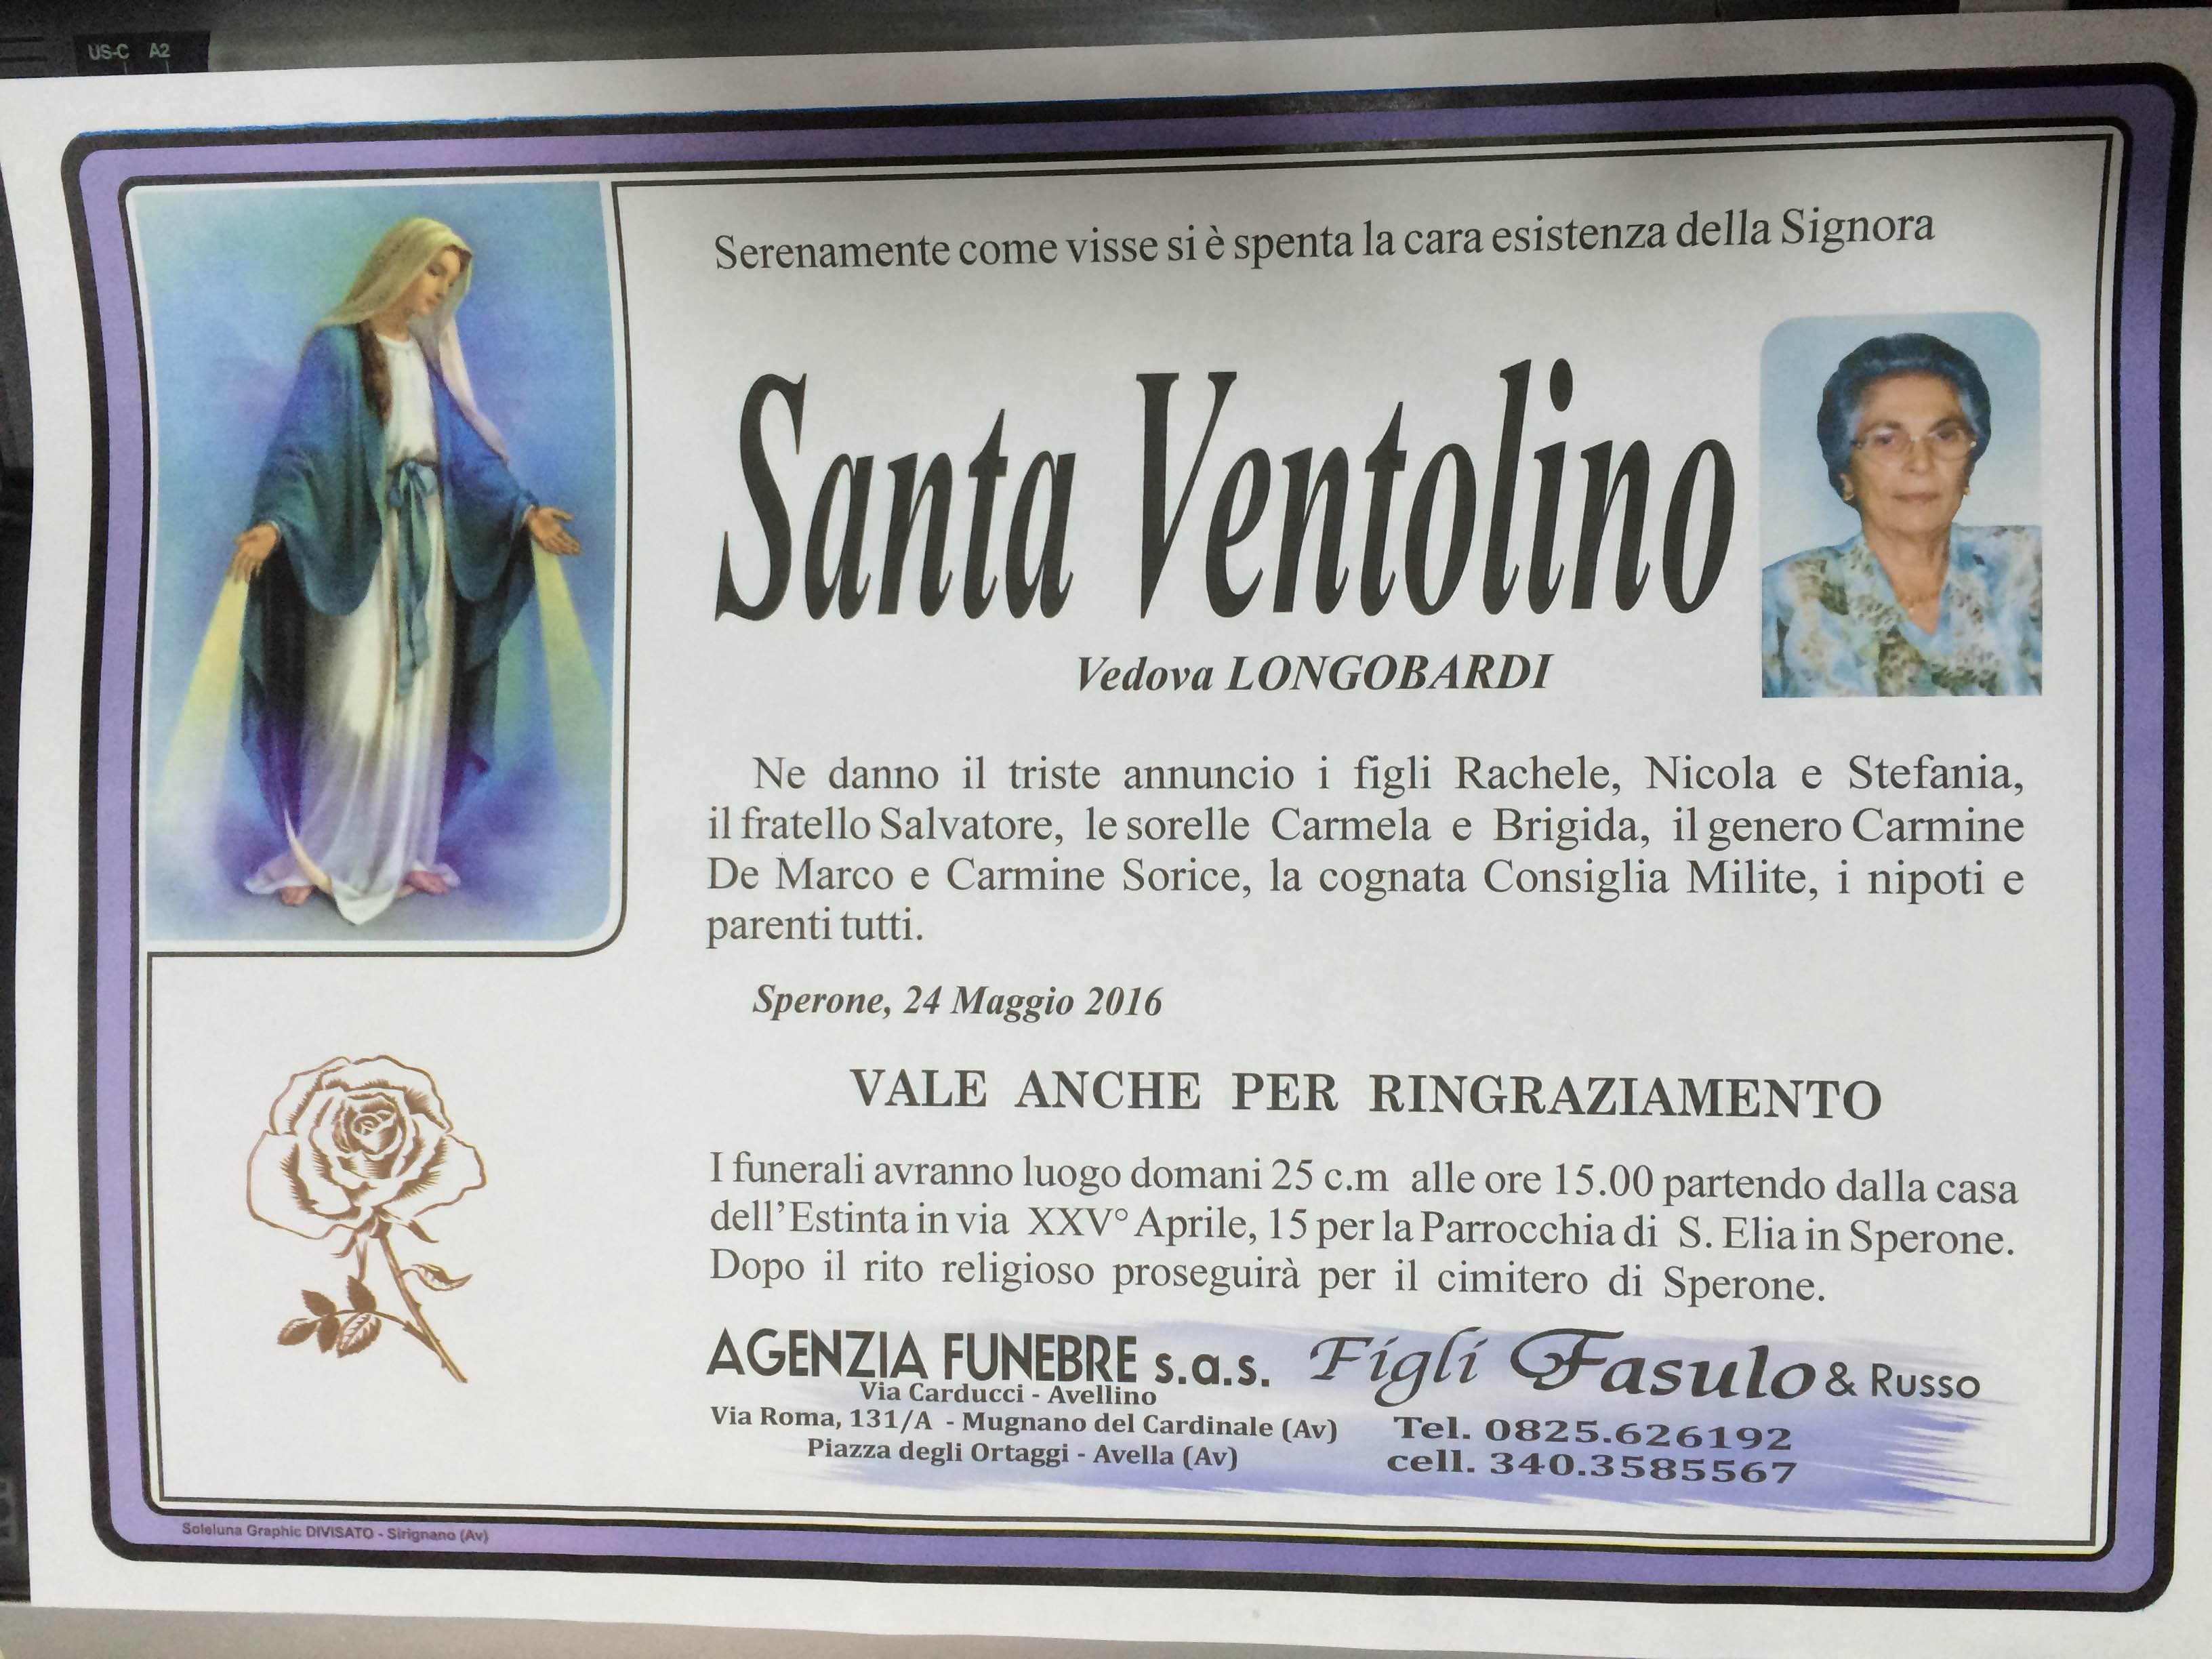 US-C A2
Serenamente come visse si è spenta la cara esistenza della Signora
Santa Ventolino
Vedova LONGOBARDI
Ne danno il triste annuncio i figli Rachele, Nicola e Stefania,
il fratello Salvatore, le sorelle Carmela e Brigida, il genero Carmine
De Marco e Carmine Sorice, la cognata Consiglia Milite, i nipoti e
parenti tutti.
Sperone, 24 Maggio 2016
VALE ANCHE PER RINGRAZIAMENTO
I funerali avranno luogo domani 25 c.m alle ore 15.00 partendo dalla casa
dell'Estinta in via XXV° Aprile, 15 per la Parrocchia di S. Elia in Sperone.
Dopo il rito religioso proseguirà per il cimitero di Sperone.
AGENZIA FUNEBRE s.a.s. Figli Fasulo & Russo
Via Carducci - Avellino
Via Roma, 131/A - Mugnano del Cardinale (Av)
Piazza degli Ortaggi - Avella (Av)
Tel. 0825.626192
cell. 340.3585567
Soleluna Graphic DIVISATO - Sirignano (Av)